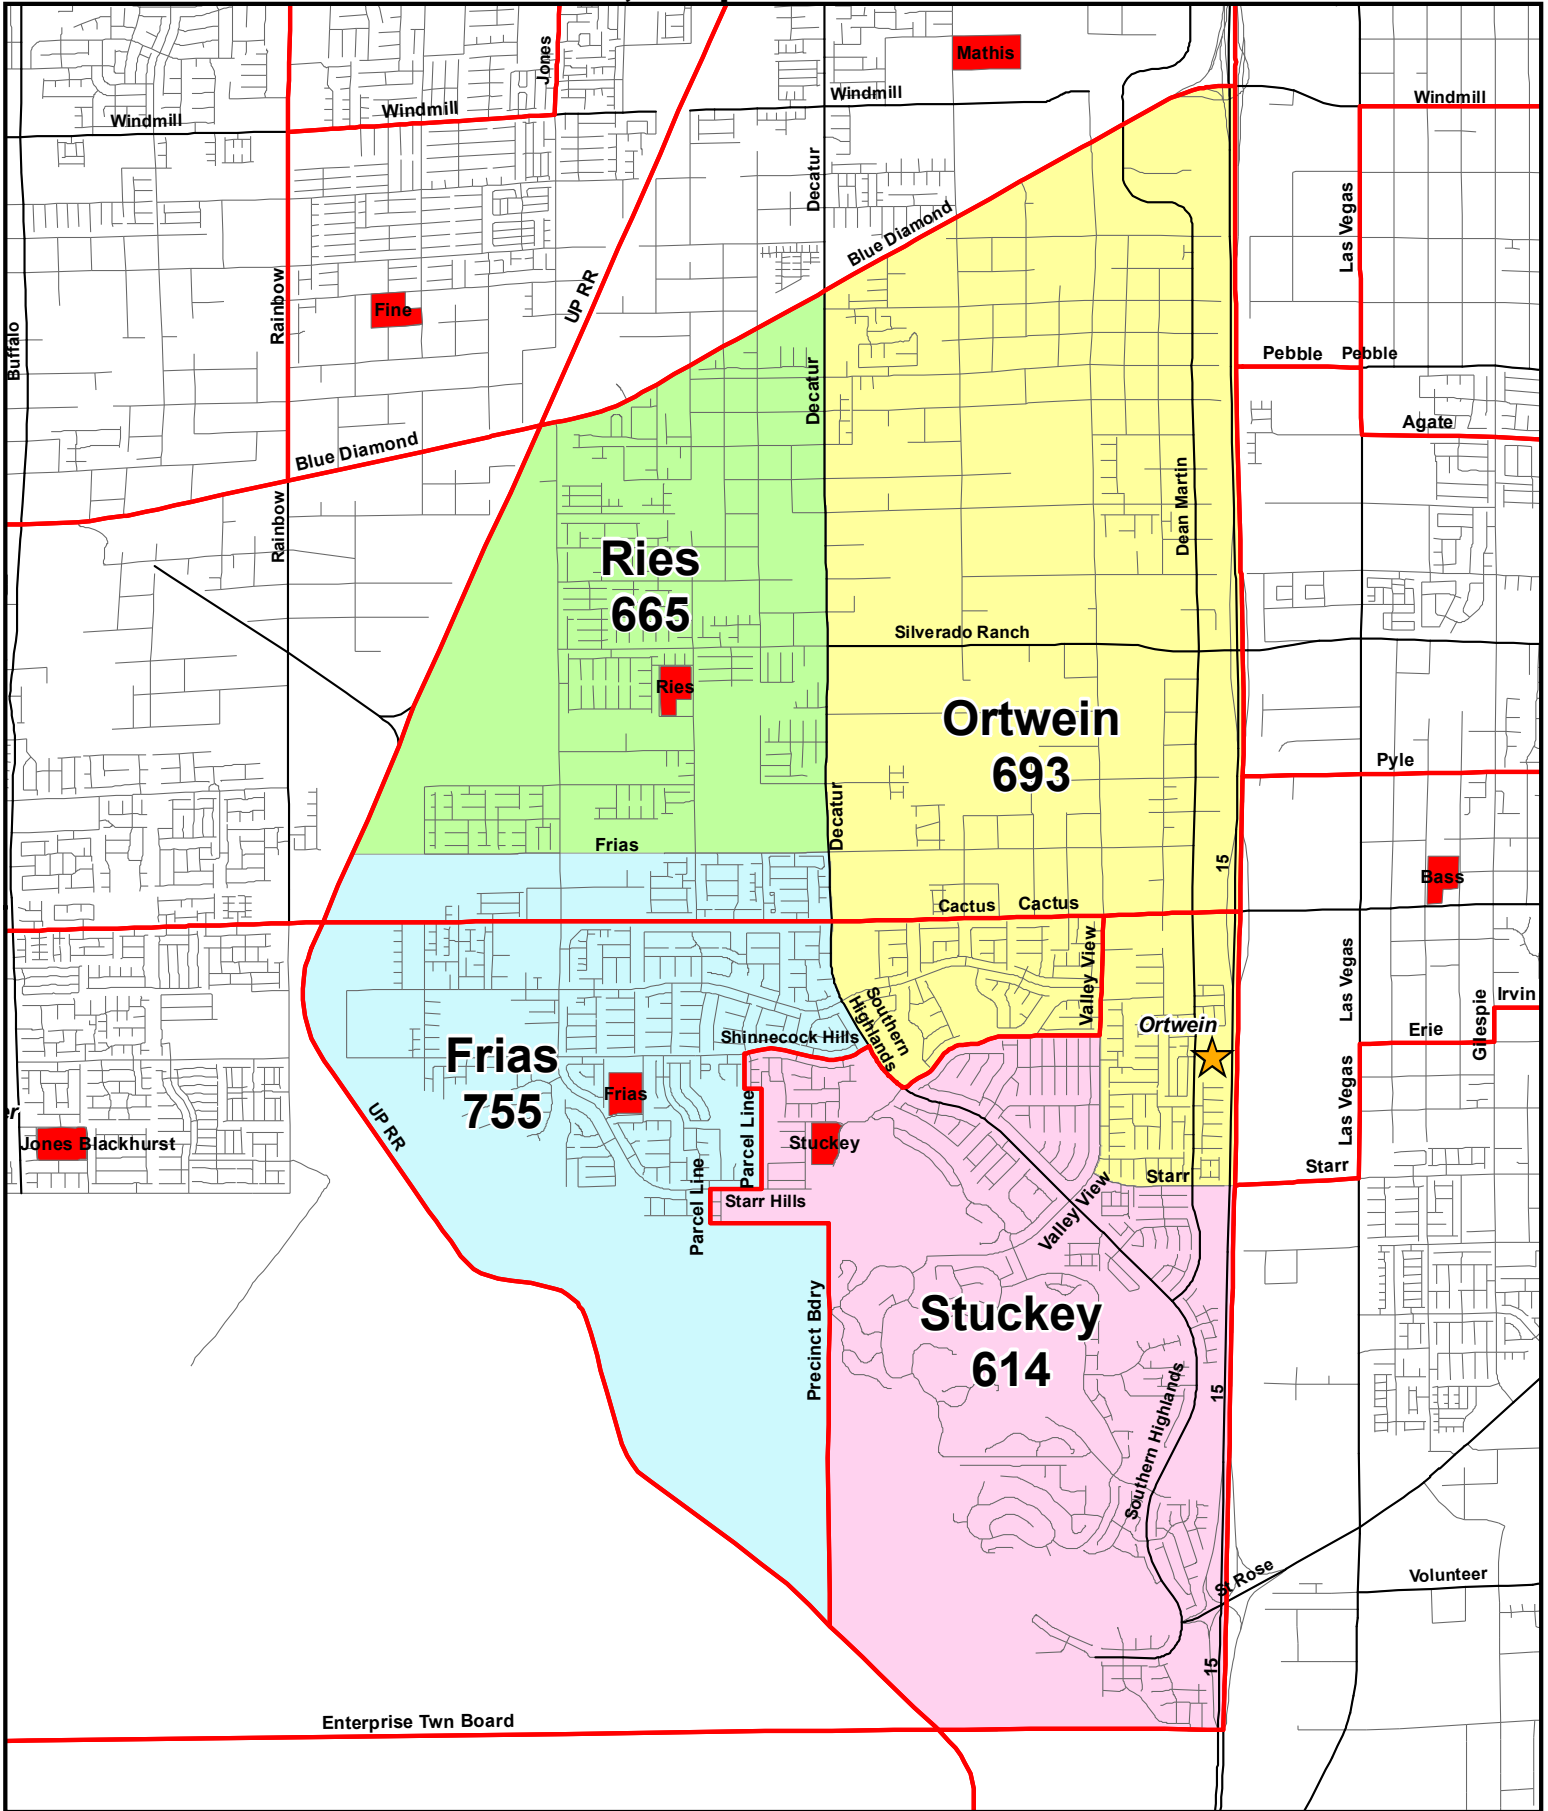 Jones
Mathis
Windmill
Windmill
Windmill
Windmill
Decatur
Las Vegas
Blue Diamond
Rainbow
UP RR
Fine
Buffalo
Pebble
Pebble
Decatur
Agate
Blue Diamond
Rainbow
Dean Martin
Ries
665
Silverado Ranch
Ries
Ortwein
693
Pyle
Decatur
Frias
15
Bass
Cactus
Cactus
Valley View
Las Vegas
Irvin
Southern
Highlands
Ortwein
Erie
Gilespie
Shinnecock Hills
Frias
755
Frias
Parcel Line
Las Vegas
er
Jones Blackhurst
UP RR
Stuckey
Starr
Starr
Parcel Line
Starr Hills
Valley View
Precinct Bdry
Stuckey
614
Southern Highlands
15
St Rose
Volunteer
15
Enterprise Twn Board